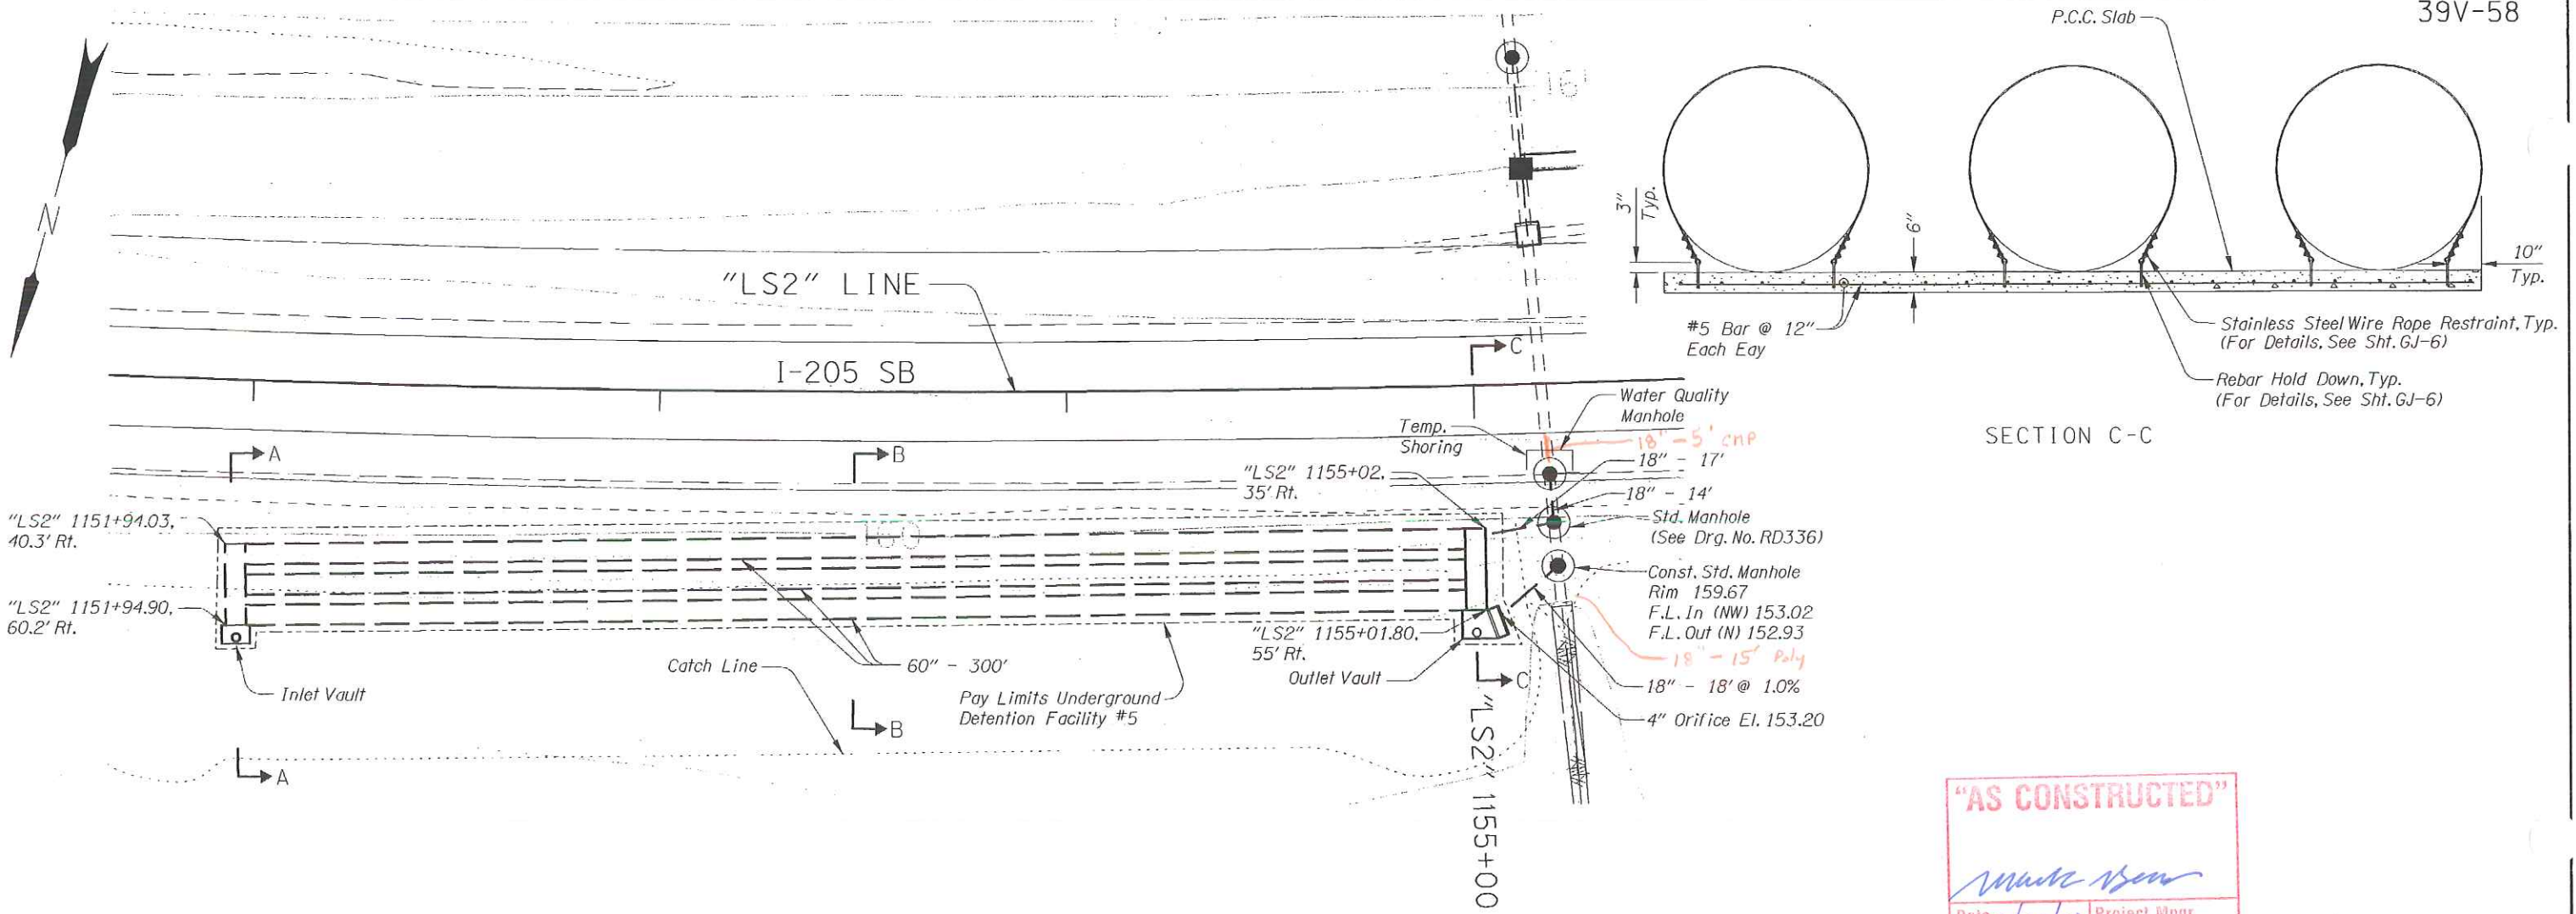 39V-58
P.C.C. Slab
3"
Typ.
6"
10"
Typ.
#5 Bar @ 12"
Each Eay
Stainless Steel Wire Rope Restraint, Typ.
(For Details, See Sht. GJ-6)
Rebar Hold Down, Typ.
(For Details, See Sht. GJ-6)
SECTION C-C
N
16
"LS2" LINE
I-205 SB
C
Water Quality
Manhole
Temp.
Shoring
18" - 5' CMP
18" - 17'
18" - 14'
A
B
"LS2" 1155+02,
35' Rt.
Std. Manhole
(See Drg. No. RD336)
"LS2" 1151+94.03,
40.3' Rt.
160
Const. Std. Manhole
Rim 159.67
F.L. In (NW) 153.02
F.L. Out (N) 152.93
"LS2" 1151+94.90,
60.2' Rt.
"LS2" 1155+01.80,
55' Rt.
18" - 15' Poly
60" - 300'
Catch Line
Inlet Vault
Outlet Vault
18" - 18' @ 1.0%
Pay Limits Underground
Detention Facility #5
4" Orifice El. 153.20
C
B
A
"LS2" 1155+00
"AS CONSTRUCTED"
Project Mngr.